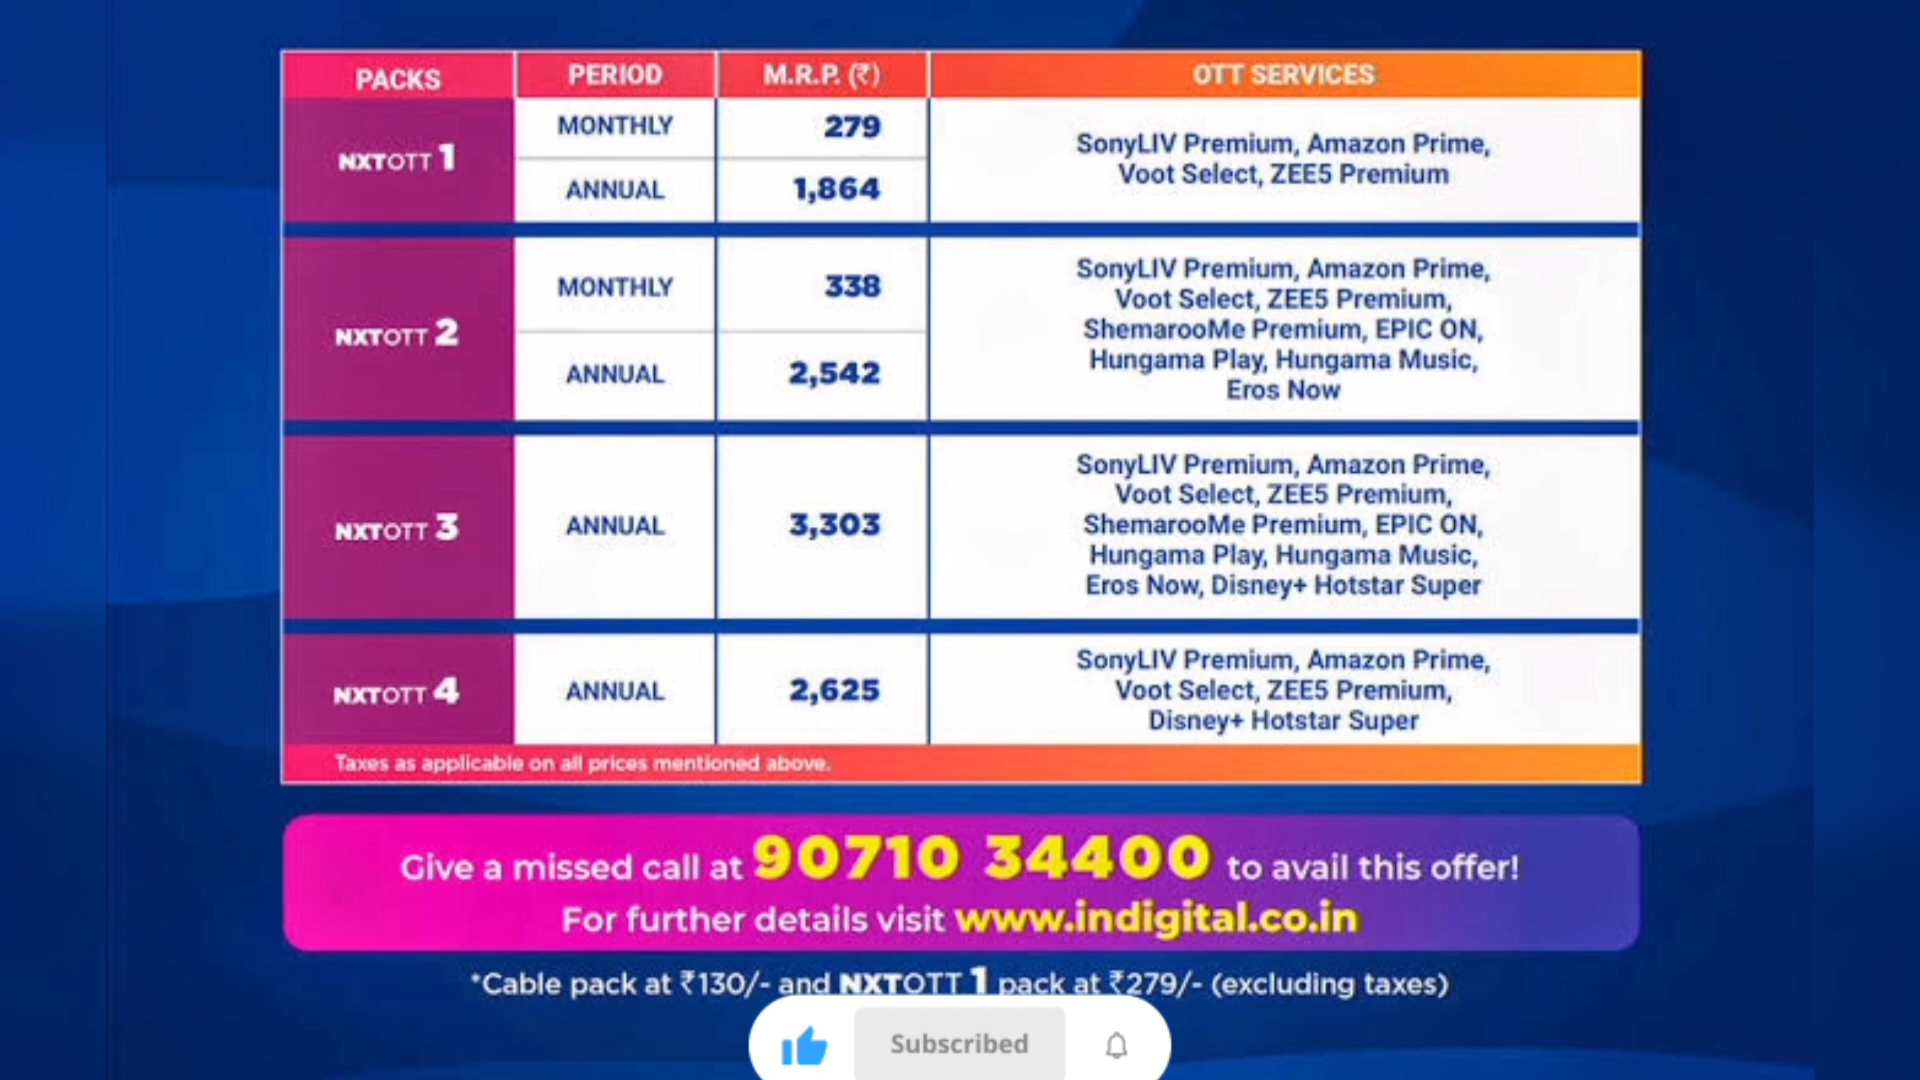 PACKS PERIOD M.R.P. (₹) OTT SERVICES
NXTOTT 1
MONTHLY 279
ANNUAL 1,864
SonyLIV Premium, Amazon Prime,
Voot Select, ZEE5 Premium
NXTOTT 2
MONTHLY 338
ANNUAL 2,542
SonyLIV Premium, Amazon Prime,
Voot Select, ZEE5 Premium,
ShemarooMe Premium, EPIC ON,
Hungama Play, Hungama Music,
Eros Now
NXTOTT 3
ANNUAL 3,303
SonyLIV Premium, Amazon Prime,
Voot Select, ZEE5 Premium,
ShemarooMe Premium, EPIC ON,
Hungama Play, Hungama Music,
Eros Now, Disney+ Hotstar Super
NXTOTT 4
ANNUAL 2,625
SonyLIV Premium, Amazon Prime,
Voot Select, ZEE5 Premium,
Disney+ Hotstar Super
Taxes as applicable on all prices mentioned above.
Give a missed call at 90710 34400 to avail this offer!
For further details visit www.indigital.co.in
*Cable pack at ₹130/- and NXTOTT 1 pack at ₹279/- (excluding taxes)
Subscribed